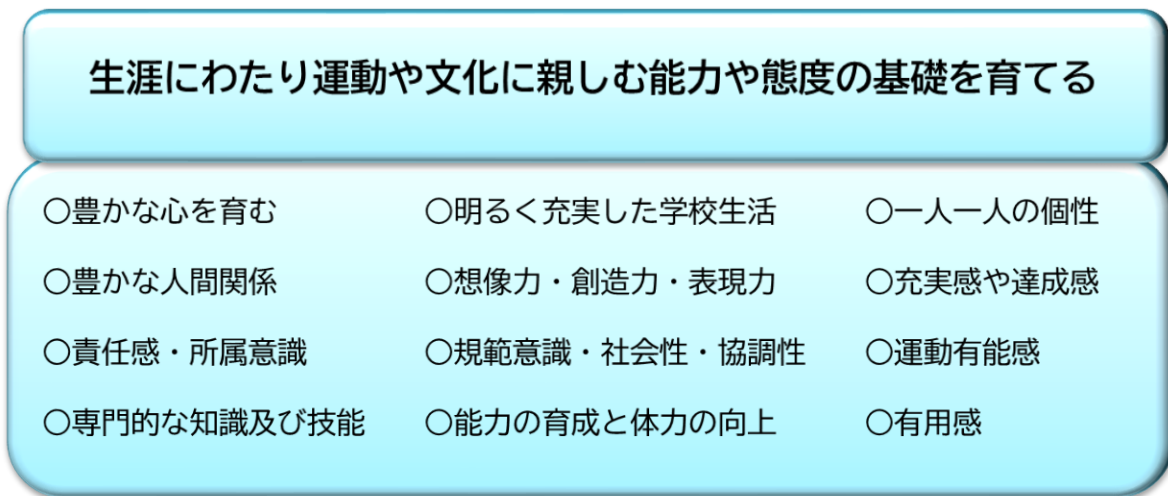 生涯にわたり運動や文化に親しむ能力や態度の基礎を育てる
○豊かな心を育む ○明るく充実した学校生活 ○一人一人の個性
○豊かな人間関係 ○想像力・創造力・表現力 ○充実感や達成感
○責任感・所属意識 ○規範意識・社会性・協調性 ○運動有能感
○専門的な知識及び技能 ○能力の育成と体力の向上 ○有用感